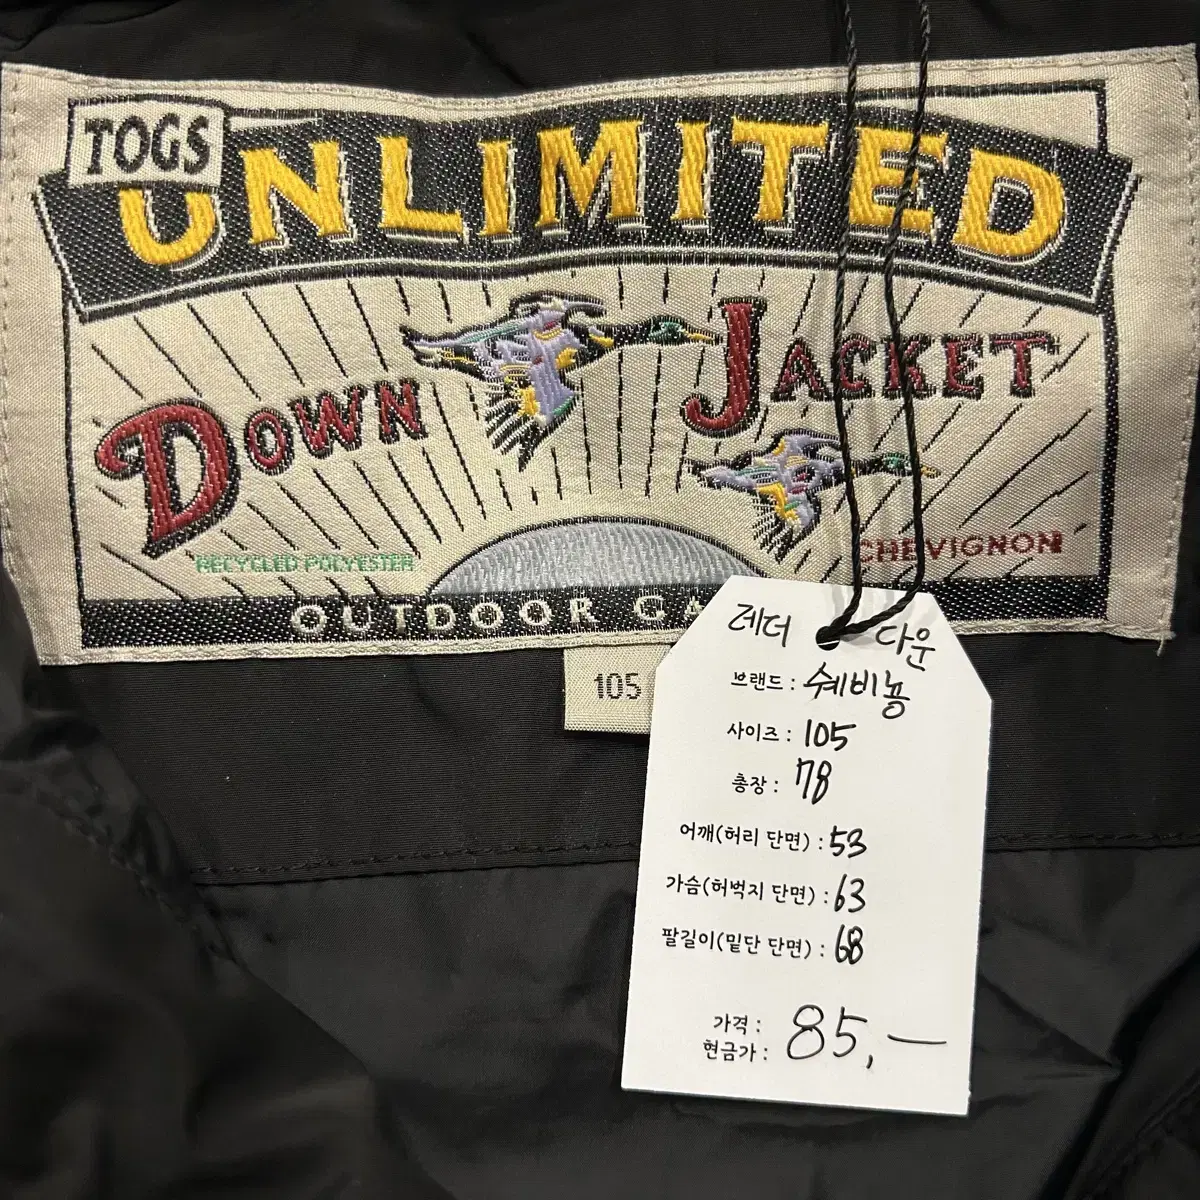 TOGS
UNLIMITED
DOWN JACKET
RECYCLED POLYESTER
CHEVIGNON
OUTDOOR
105
레더 다운
브랜드 : 쉐비뇽
사이즈 : 105
총장 : 78
어깨(허리 단면) : 53
가슴(허벅지 단면) : 63
팔길이(밑단 단면) : 68
가격 :
현금가 : 85,—